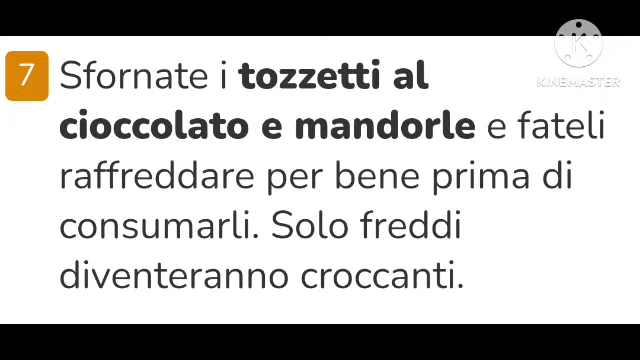 7
Sfornate i tozzetti al
cioccolato e mandorle e fateli
raffreddare per bene prima di
consumarli. Solo freddi
diventeranno croccanti.
K
KINEMASTER